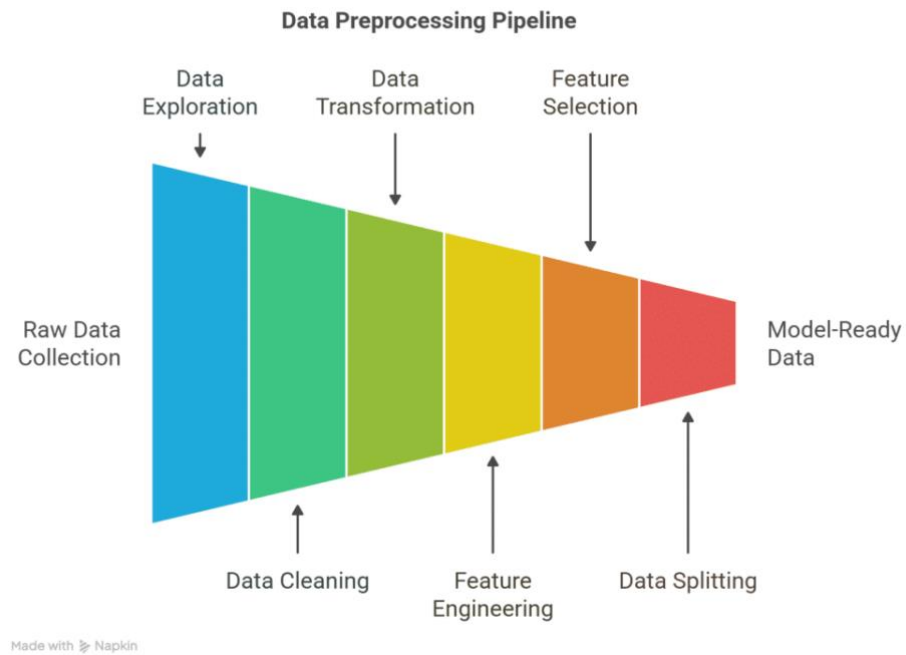 Data Preprocessing Pipeline
Data
Exploration
Data
Transformation
Feature
Selection
Raw Data
Collection
Model-Ready
Data
Data Cleaning
Feature
Engineering
Data Splitting
Made with Napkin